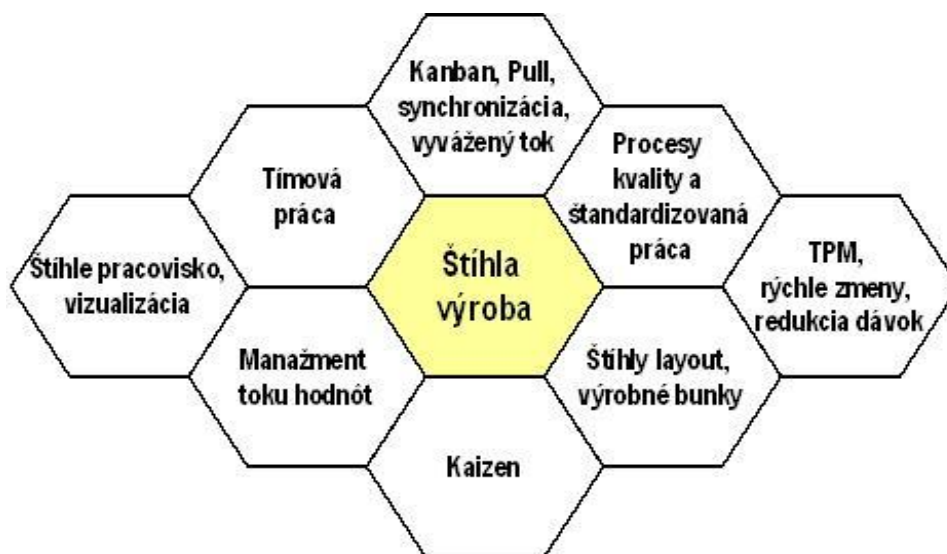 Kanban, Pull,
synchronizácia,
vyvážený tok
Tímová
práca
Procesy
kvality a
štandardizovaná
práca
Štíhle pracovisko,
vizualizácia
Štíhla
výroba
TPM,
rýchle zmeny,
redukcia dávok
Manažment
toku hodnót
Štíhly layout,
výrobné bunky
Kaizen